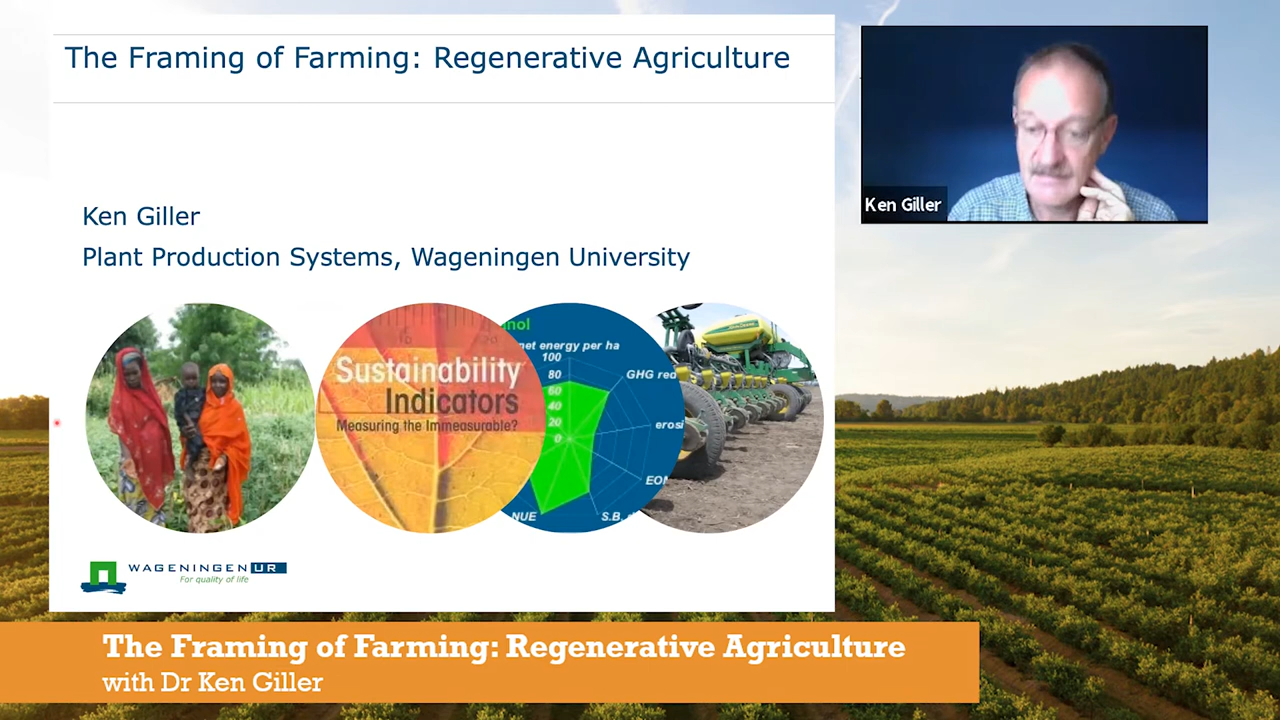 The Framing of Farming: Regenerative Agriculture
Ken Giller
Plant Production Systems, Wageningen University
Sustainability
Indicators
Measuring the Immeasurable?
net energy per ha
100
80
60
40
20
0
GHG red
erosi
NUE
S.B.
JOHN DEERE
WAGENINGEN UR
For quality of life
Ken Giller
The Framing of Farming: Regenerative Agriculture
with Dr Ken Giller